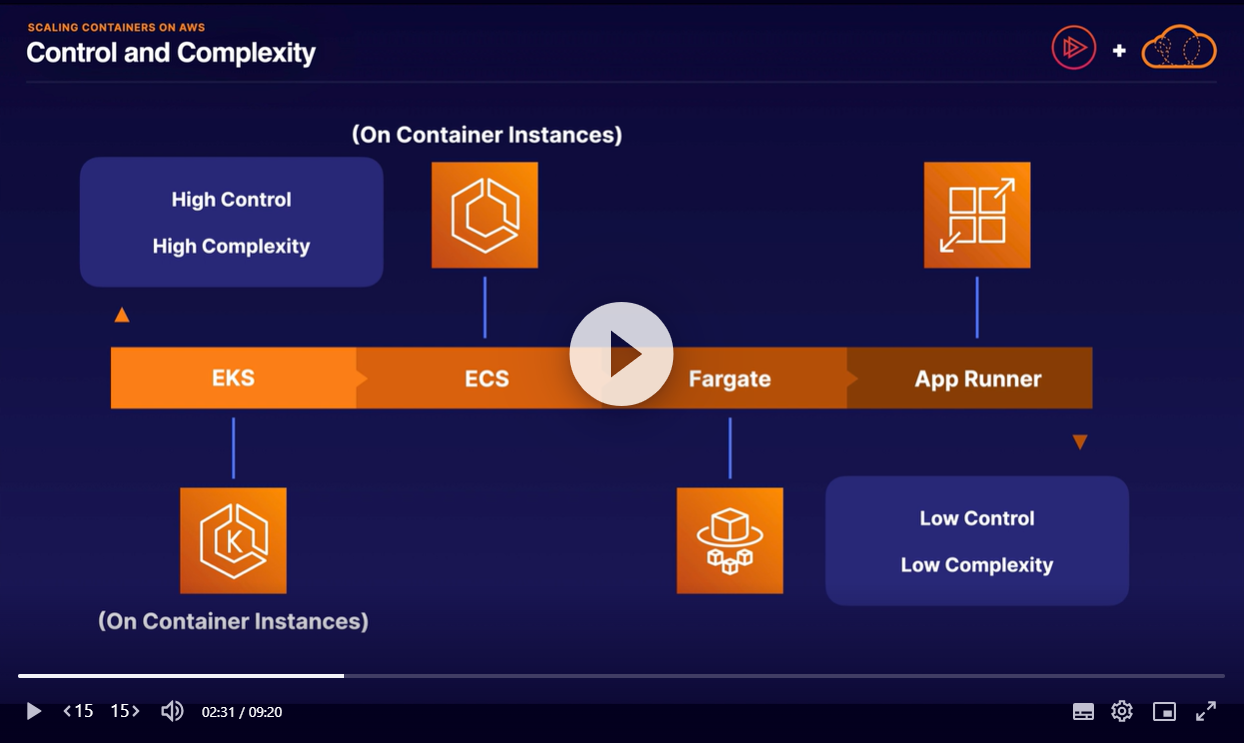 SCALING CONTAINERS ON AWS
Control and Complexity
+
(On Container Instances)
High Control
High Complexity
EKS
ECS
Fargate
App Runner
K
Low Control
Low Complexity
(On Container Instances)
<15
15>
02:31 / 09:20